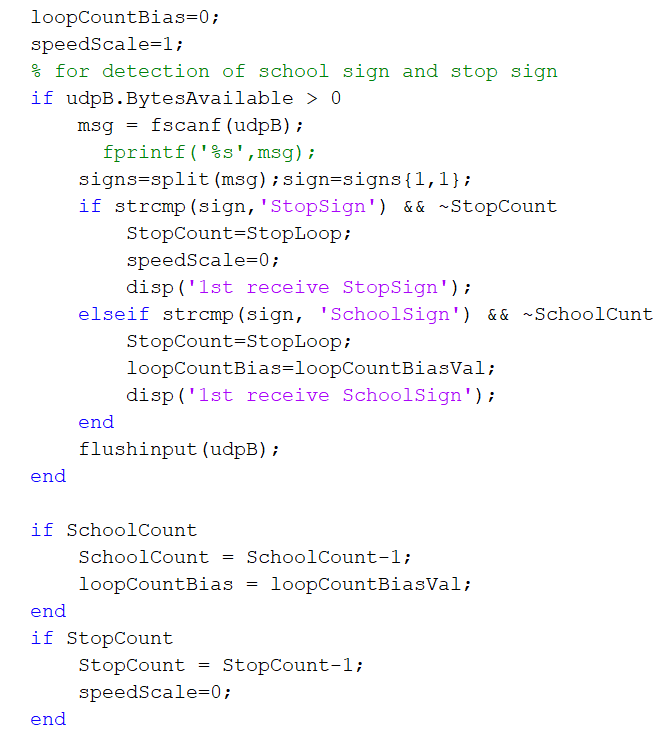 loopCountBias=0;
speedScale=1;
% for detection of school sign and stop sign
if udpB.BytesAvailable > 0
    msg = fscanf(udpB);
      fprintf('%s',msg);
    signs=split(msg);sign=signs{1,1};
    if strcmp(sign,'StopSign') && ~StopCount
        StopCount=StopLoop;
        speedScale=0;
        disp('1st receive StopSign');
    elseif strcmp(sign, 'SchoolSign') && ~SchoolCunt
        StopCount=StopLoop;
        loopCountBias=loopCountBiasVal;
        disp('1st receive SchoolSign');
    end
    flushinput(udpB);
end

if SchoolCount
    SchoolCount = SchoolCount-1;
    loopCountBias = loopCountBiasVal;
end
if StopCount
    StopCount = StopCount-1;
    speedScale=0;
end